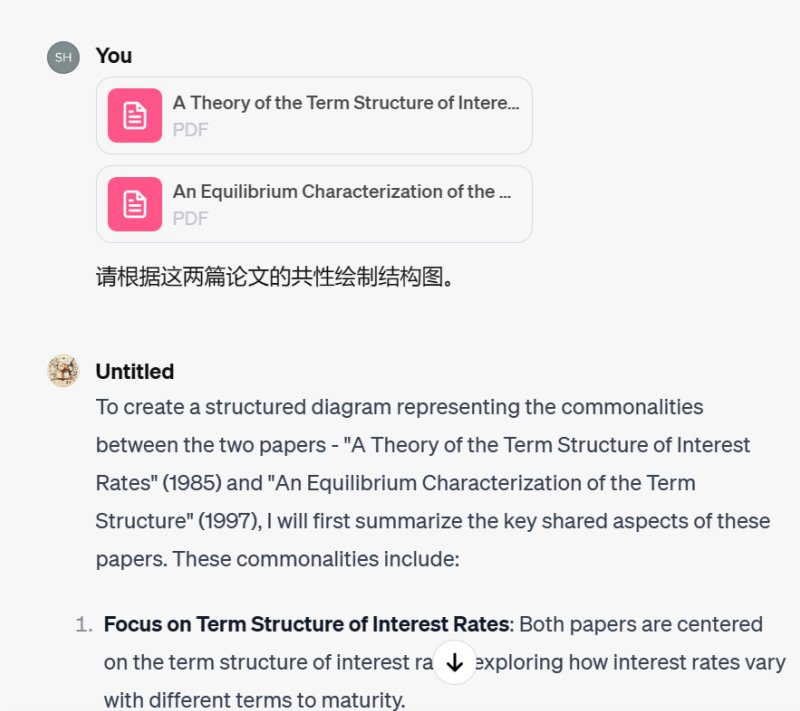 SH
You
A Theory of the Term Structure of Intere...
PDF
An Equilibrium Characterization of the ...
PDF
请根据这两篇论文的共性绘制结构图。
Untitled
To create a structured diagram representing the commonalities
between the two papers - "A Theory of the Term Structure of Interest
Rates" (1985) and "An Equilibrium Characterization of the Term
Structure" (1997), I will first summarize the key shared aspects of these
papers. These commonalities include:
1. Focus on Term Structure of Interest Rates: Both papers are centered
on the term structure of interest ra exploring how interest rates vary
with different terms to maturity.